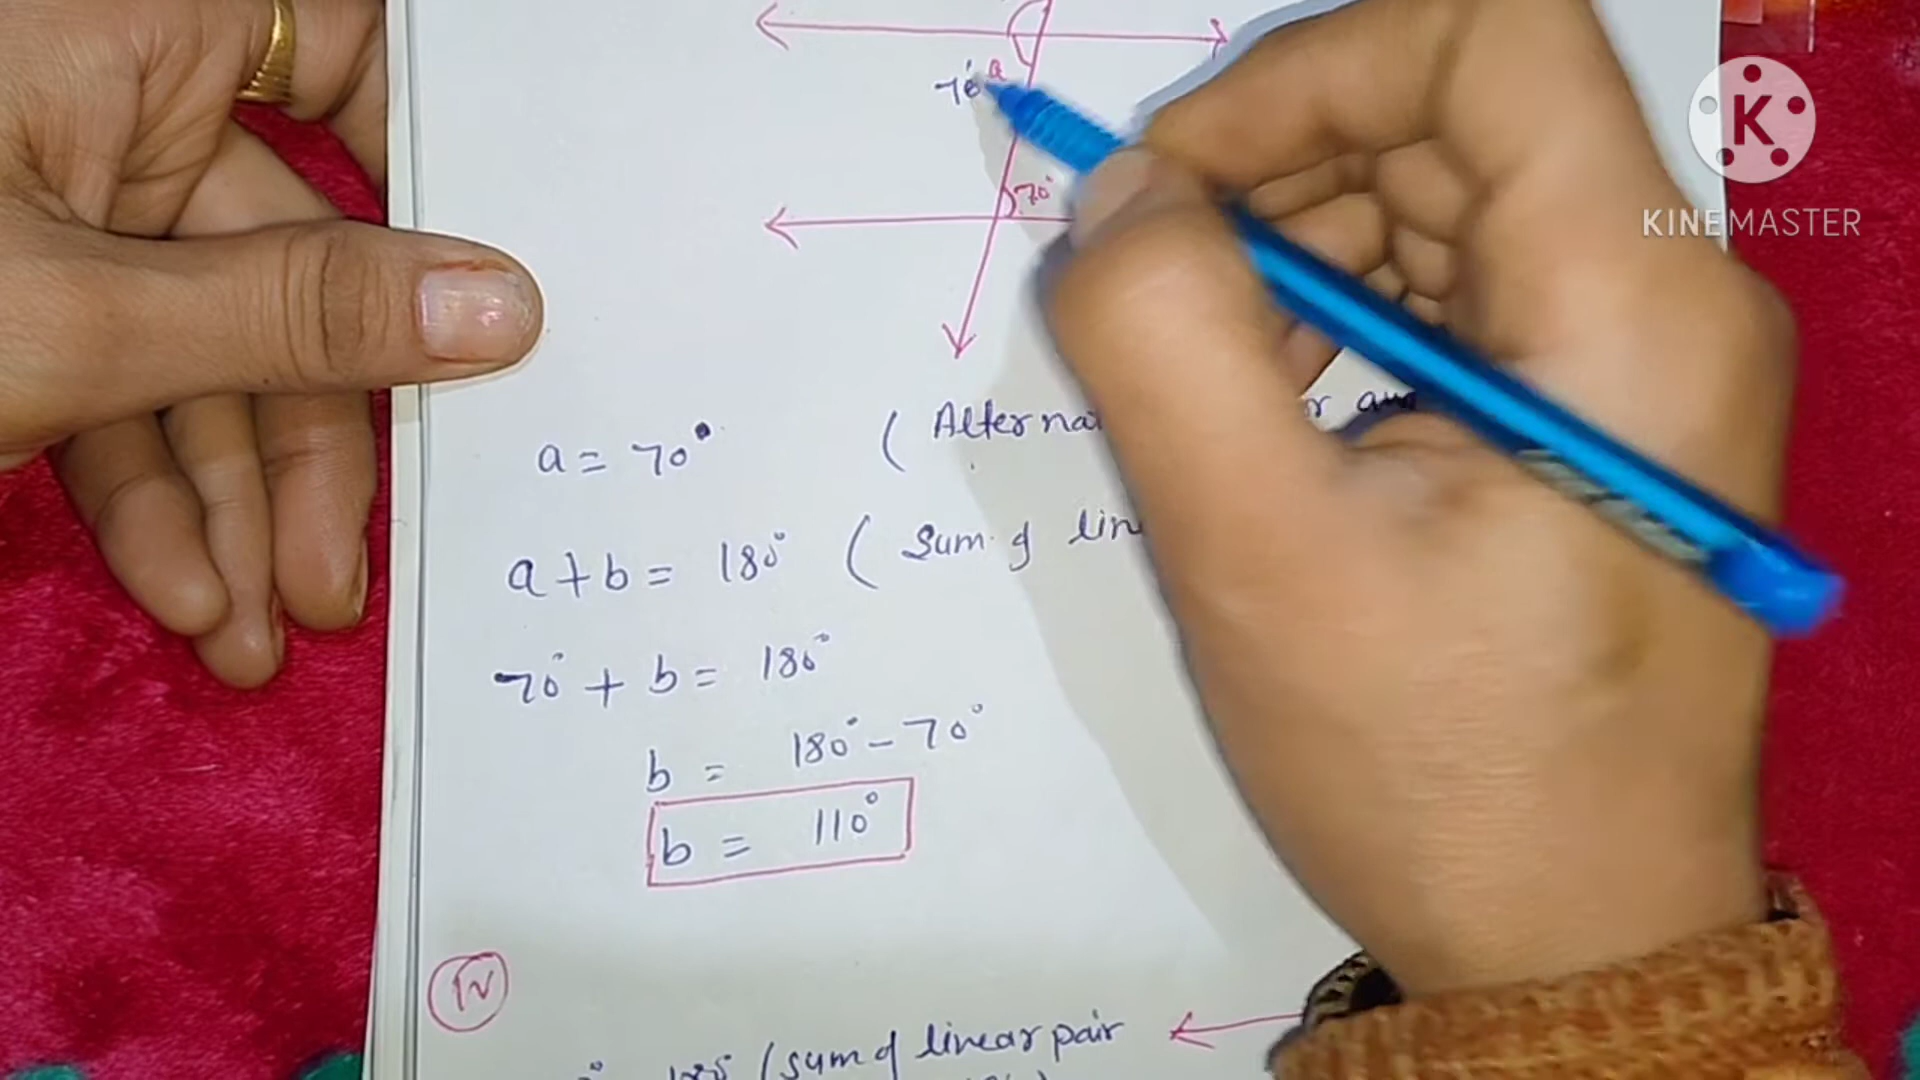 a
70°
70°
KINEMASTER
a = 70° ( Alterna
a + b = 180° ( Sum of lin
70° + b = 180°
b = 180° - 70°
b = 110°
IV
180° (sum of linear pair